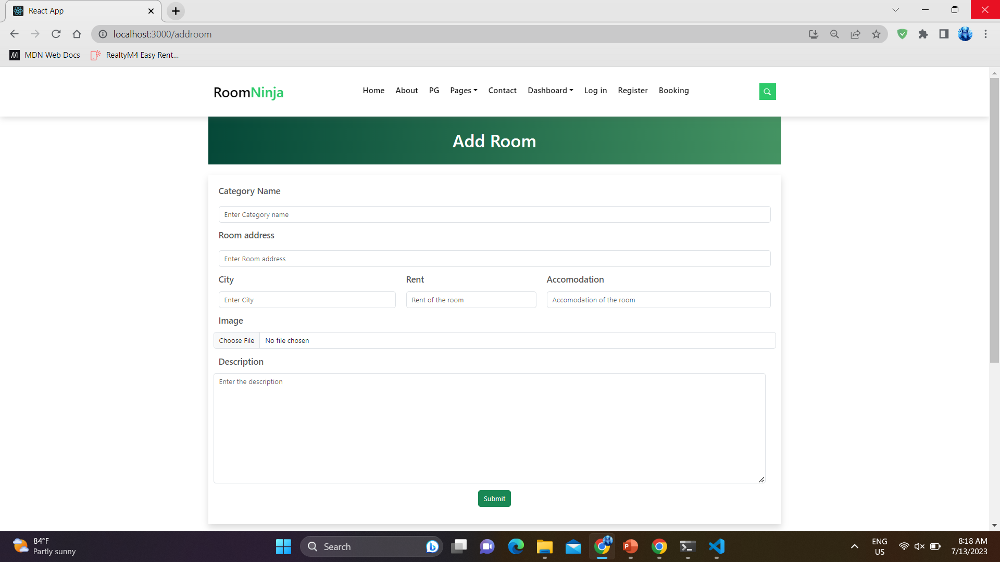 React App
localhost:3000/addroom
MDN Web Docs
RealtyM4 Easy Rent...
RoomNinja
Home About PG Pages Contact Dashboard Log in Register Booking
Add Room
Category Name
Enter Category name
Room address
Enter Room address
City Rent Accomodation
Enter City Rent of the room Accomodation of the room
Image
Choose File No file chosen
Description
Enter the description
Submit
84°F
Partly sunny
Search
ENG
US
8:18 AM
7/13/2023